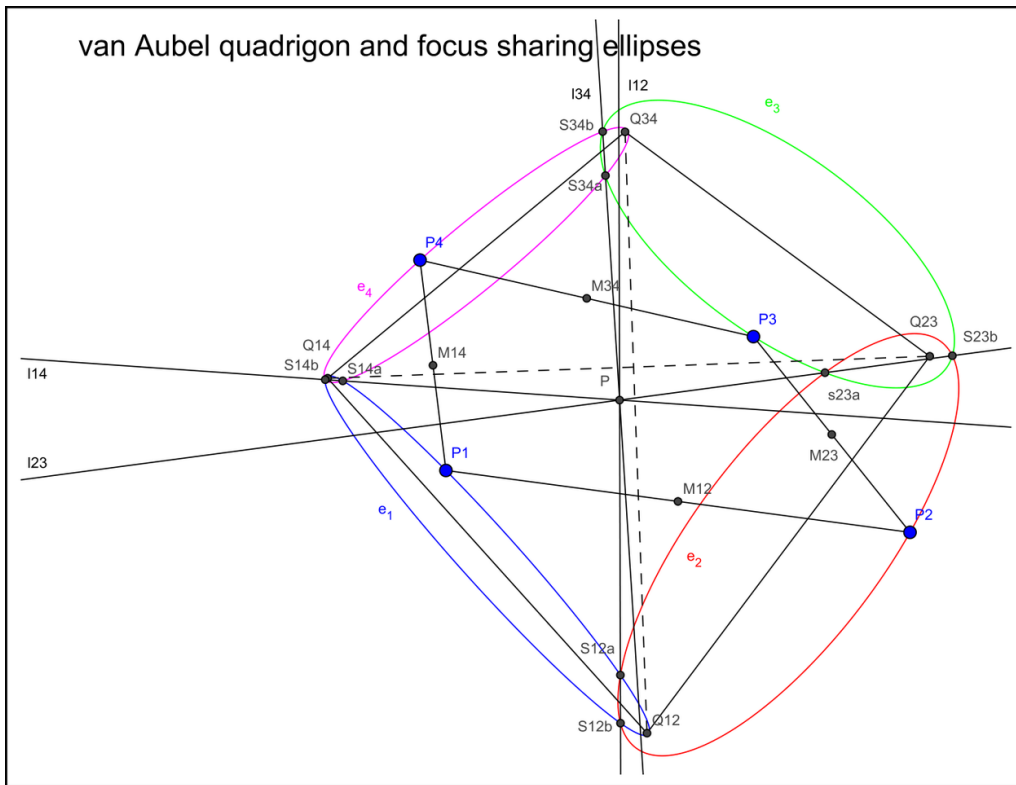 van Aubel quadrigon and focus sharing ellipses
l34
l12
e3
S34b
Q34
S34a
P4
e4
M34
P3
Q14
Q23
S23b
S14b
S14a
M14
l14
P
s23a
l23
P1
M23
M12
e1
P2
e2
S12a
S12b
Q12